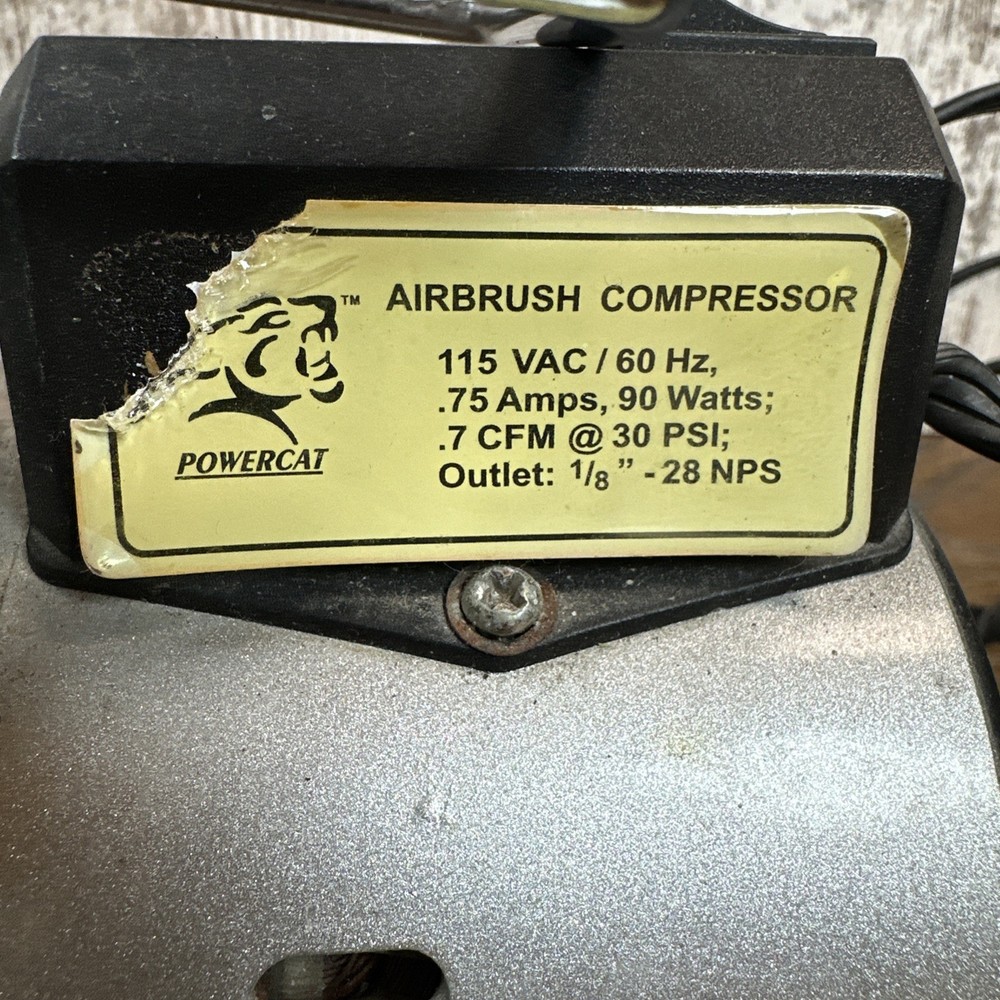 AIRBRUSH COMPRESSOR
115 VAC / 60 Hz,
.75 Amps, 90 Watts;
.7 CFM @ 30 PSI;
Outlet: 1/8 ” - 28 NPS
TM
POWERCAT